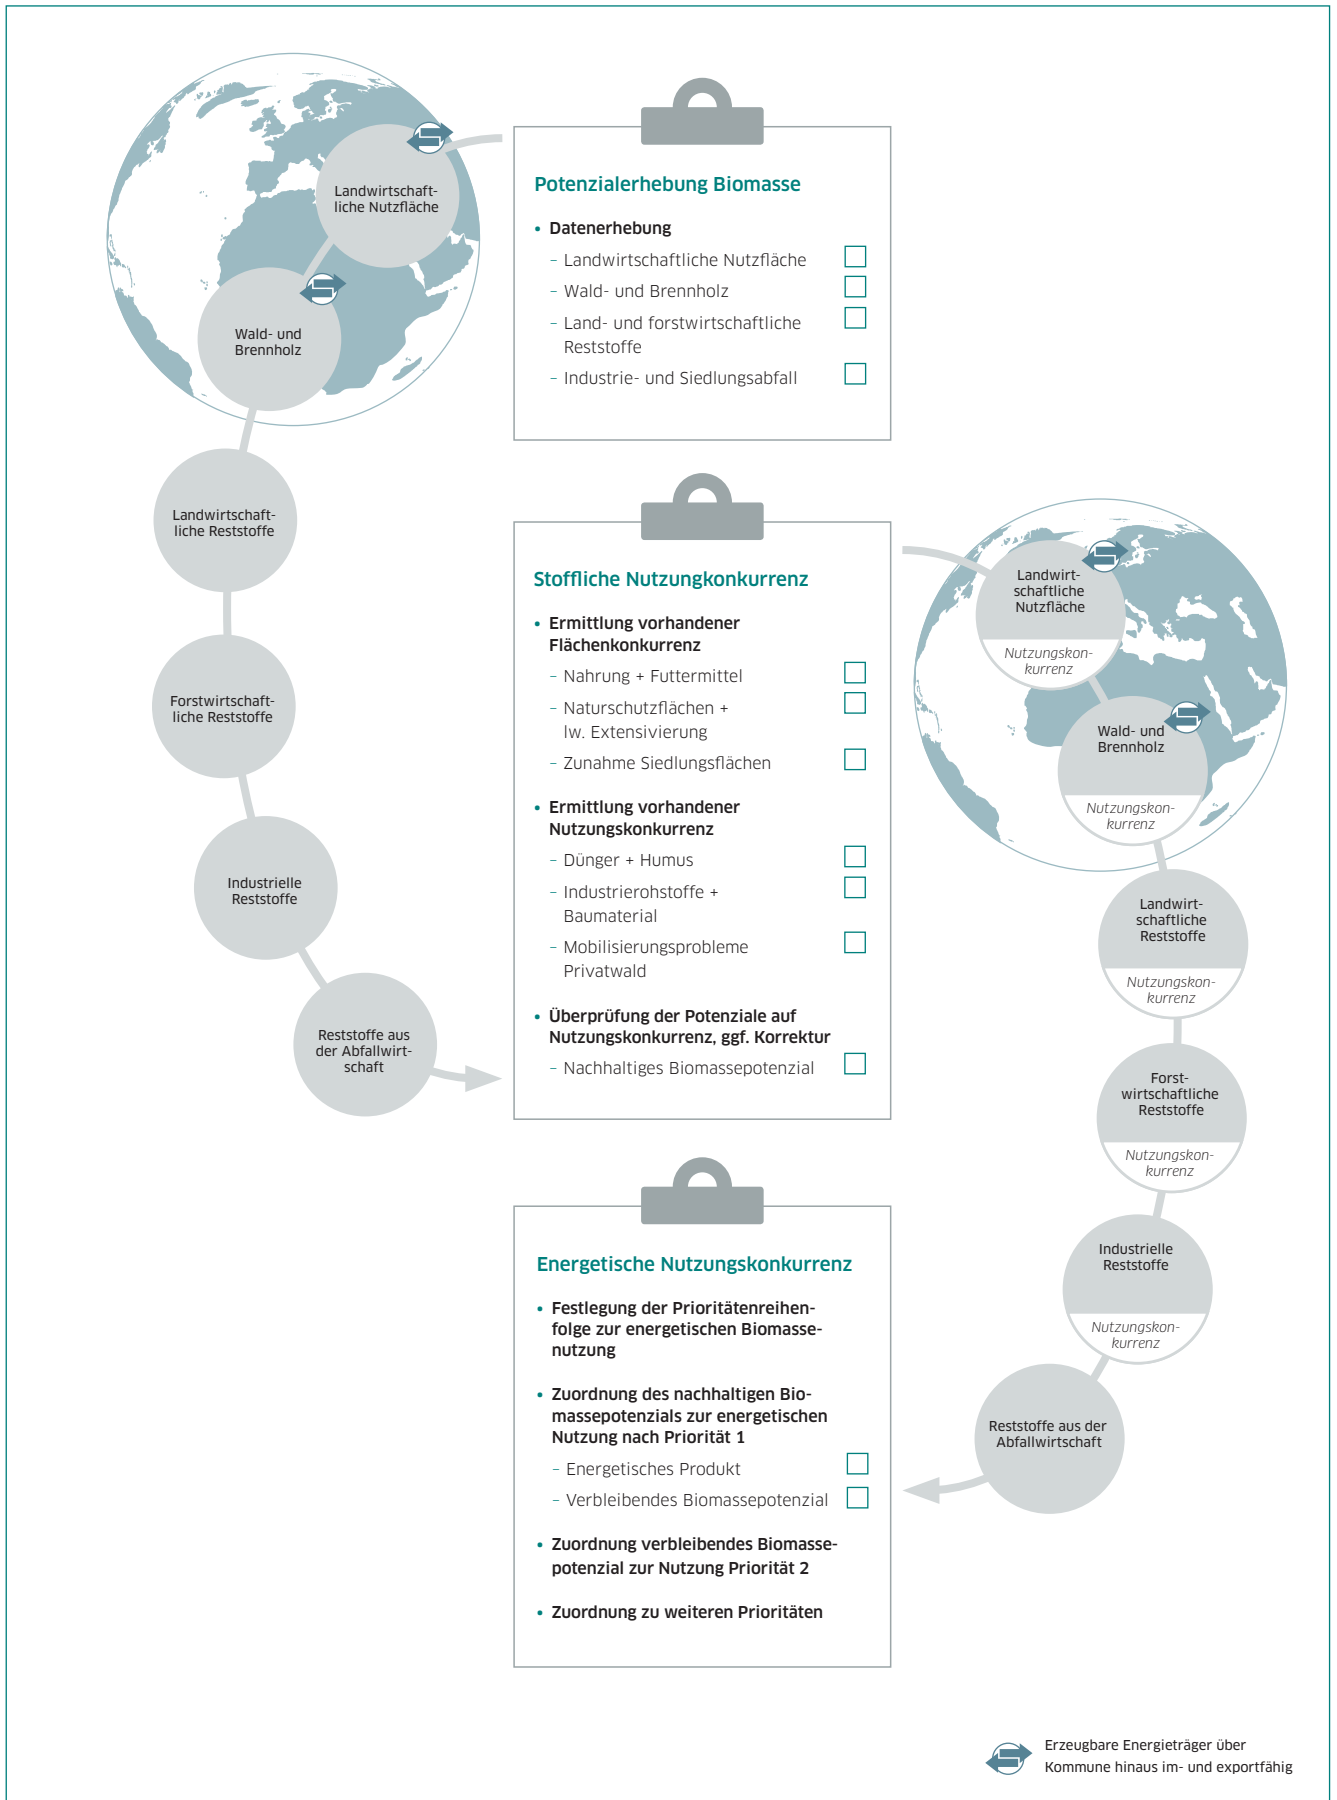 Landwirtschaft-
liche Nutzfläche
Wald- und
Brennholz
Landwirtschaft-
liche Reststoffe
Forstwirtschaft-
liche Reststoffe
Industrielle
Reststoffe
Reststoffe aus
der Abfallwirt-
schaft
Potenzialerhebung Biomasse
• Datenerhebung
– Landwirtschaftliche Nutzfläche
– Wald- und Brennholz
– Land- und forstwirtschaftliche
Reststoffe
– Industrie- und Siedlungsabfall
Stoffliche Nutzungkonkurrenz
• Ermittlung vorhandener
Flächenkonkurrenz
– Nahrung + Futtermittel
– Naturschutzflächen +
lw. Extensivierung
– Zunahme Siedlungsflächen
• Ermittlung vorhandener
Nutzungskonkurrenz
– Dünger + Humus
– Industrierohstoffe +
Baumaterial
– Mobilisierungsprobleme
Privatwald
• Überprüfung der Potenziale auf
Nutzungskonkurrenz, ggf. Korrektur
– Nachhaltiges Biomassepotenzial
Landwirt-
schaftliche
Nutzfläche
Nutzungskon-
kurrenz
Wald- und
Brennholz
Nutzungskon-
kurrenz
Landwirt-
schaftliche
Reststoffe
Nutzungskon-
kurrenz
Forst-
wirtschaftliche
Reststoffe
Nutzungskon-
kurrenz
Industrielle
Reststoffe
Nutzungskon-
kurrenz
Reststoffe aus der
Abfallwirtschaft
Energetische Nutzungskonkurrenz
• Festlegung der Prioritätenreihen-
folge zur energetischen Biomasse-
nutzung
• Zuordnung des nachhaltigen Bio-
massepotenzials zur energetischen
Nutzung nach Priorität 1
– Energetisches Produkt
– Verbleibendes Biomassepotenzial
• Zuordnung verbleibendes Biomasse-
potenzial zur Nutzung Priorität 2
• Zuordnung zu weiteren Prioritäten
Erzeugbare Energieträger über
Kommune hinaus im- und exportfähig